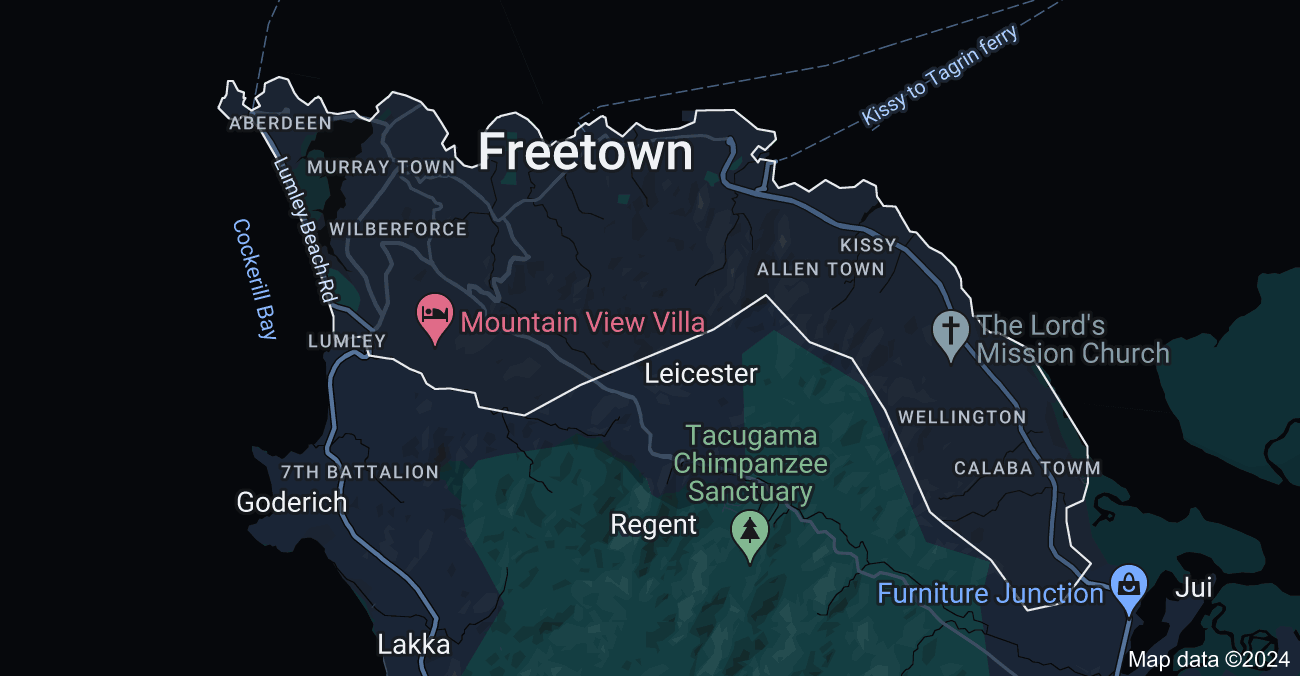 Kissy to Tagrin ferry
ABERDEEN
Freetown
MURRAY TOWN
Lumley Beach Rd
WILBERFORCE
Cockerill Bay
KISSY
ALLEN TOWN
Mountain View Villa
The Lord's
Mission Church
LUMLEY
Leicester
WELLINGTON
Tacugama
Chimpanzee
Sanctuary
CALABA TOWM
7TH BATTALION
Goderich
Regent
Furniture Junction
Jui
Lakka
Map data ©2024